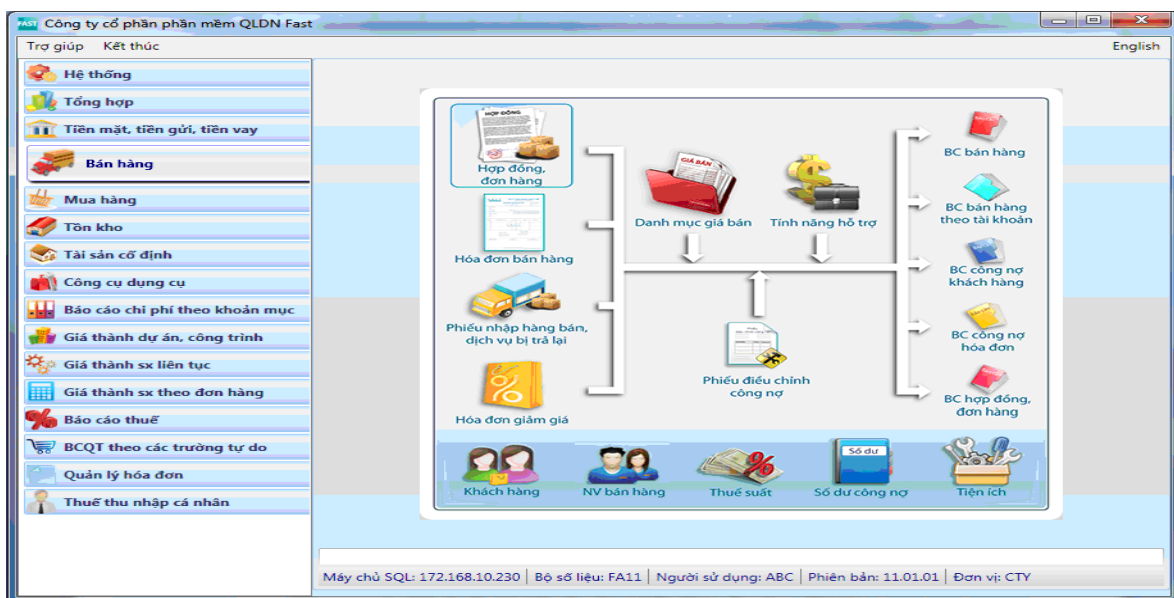 FAST Công ty cổ phần phần mềm QLDN Fast
Trợ giúp Kết thúc English
Hệ thống
Tổng hợp
Tiền mặt, tiền gửi, tiền vay
Bán hàng
Mua hàng
Tồn kho
Tài sản cố định
Công cụ dụng cụ
Báo cáo chi phí theo khoản mục
Giá thành dự án, công trình
Giá thành sx liên tục
Giá thành sx theo đơn hàng
Báo cáo thuế
BCQT theo các trường tự do
Quản lý hóa đơn
Thuế thu nhập cá nhân
HỢP ĐỒNG
Hợp đồng,
đơn hàng
Hóa đơn bán hàng
Phiếu nhập hàng bán,
dịch vụ bị trả lại
Hóa đơn giảm giá
GIÁ BÁN
Danh mục giá bán
Tính năng hỗ trợ
Phiếu điều chỉnh
công nợ
BC bán hàng
BC bán hàng
theo tài khoản
BC công nợ
khách hàng
BC công nợ
hóa đơn
BC hợp đồng,
đơn hàng
Khách hàng
NV bán hàng
Thuế suất
Số dư
Số dư công nợ
Tiện ích
Máy chủ SQL: 172.168.10.230 Bộ số liệu: FA11 Người sử dụng: ABC Phiên bản: 11.01.01 Đơn vị: CTY